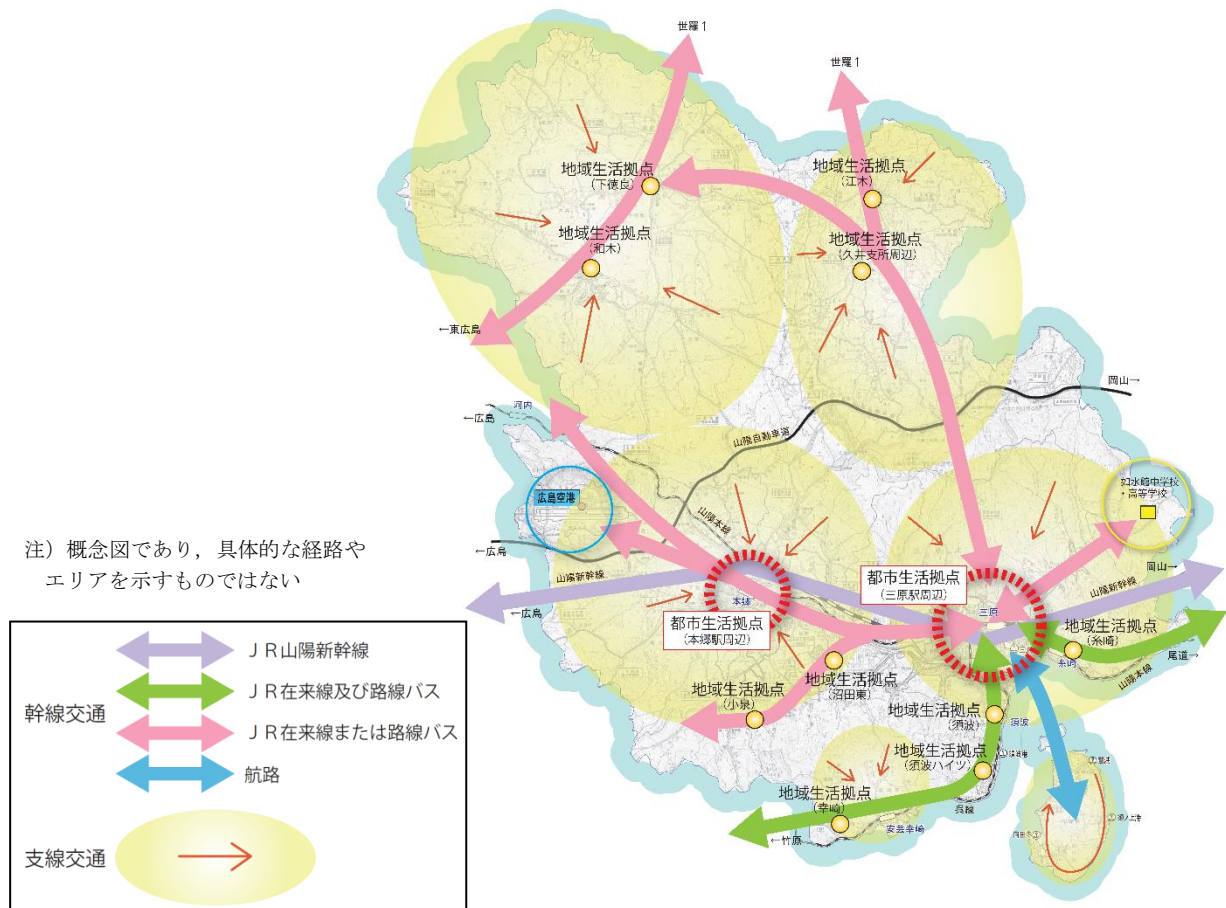 世羅1
世羅1
地域生活拠点
(下徳良)
地域生活拠点
(江木)
地域生活拠点
(和木)
地域生活拠点
(久井支所周辺)
←東広島
岡山→
←広島
河内
山陽自動車道
広島空港
如水館中学校
・高等学校
山陽本線
←広島
山陽新幹線
岡山→
山陽新幹線
←広島
本郷
都市生活拠点
(三原駅周辺)
三原
都市生活拠点
(本郷駅周辺)
地域生活拠点
(糸崎)
糸崎
尾道→
山陽本線
地域生活拠点
(沼田東)
地域生活拠点
(小泉)
地域生活拠点
(須波)
須波
地域生活拠点
(須波ハイツ)
地域生活拠点
(幸崎)
呉線
安芸幸崎
←竹原
注）概念図であり，具体的な経路や
エリアを示すものではない
幹線交通
ＪＲ山陽新幹線
ＪＲ在来線及び路線バス
ＪＲ在来線または路線バス
航路
支線交通